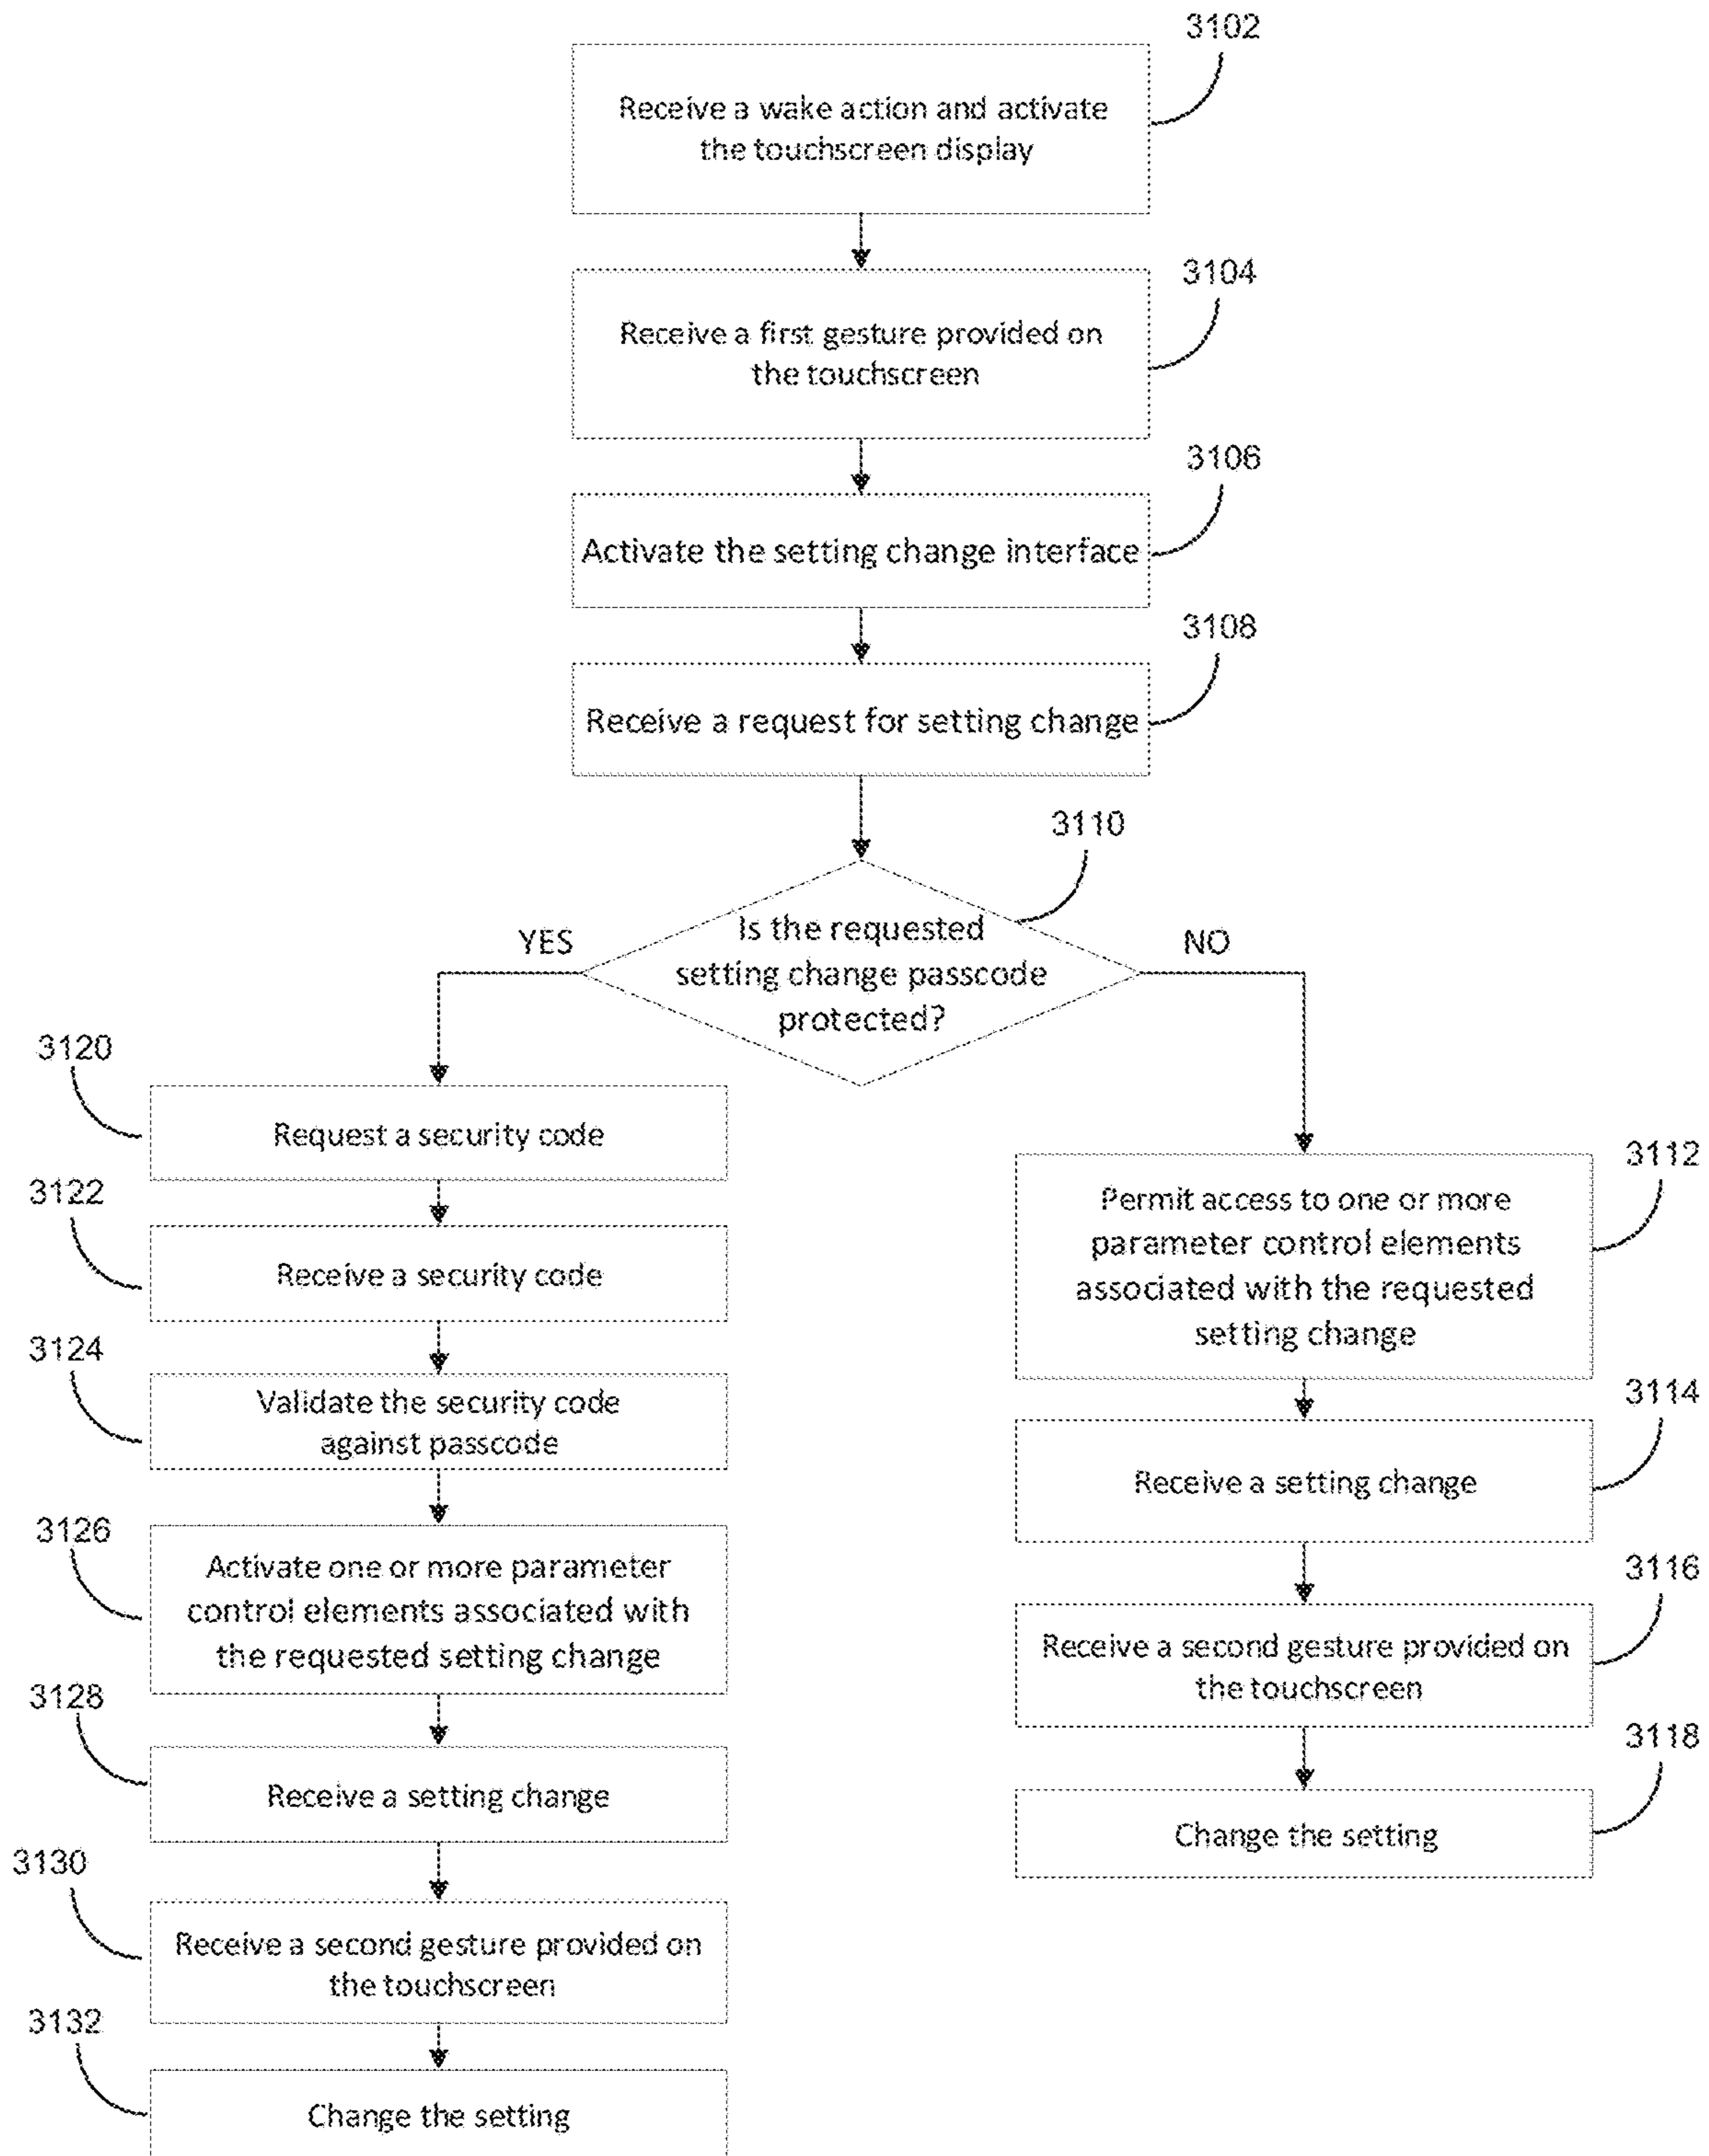 3102
Receive a wake action and activate
the touchscreen display
3104
Receive a first gesture provided on
the touchscreen
3106
Activate the setting change interface
3108
Receive a request for setting change
3110
Is the requested
setting change passcode
protected?
YES
NO
3120
Request a security code
3122
Receive a security code
3124
Validate the security code
against passcode
3126
Activate one or more parameter
control elements associated with
the requested setting change
3128
Receive a setting change
3130
Receive a second gesture provided on
the touchscreen
3132
Change the setting
3112
Permit access to one or more
parameter control elements
associated with the requested
setting change
3114
Receive a setting change
3116
Receive a second gesture provided on
the touchscreen
3118
Change the setting